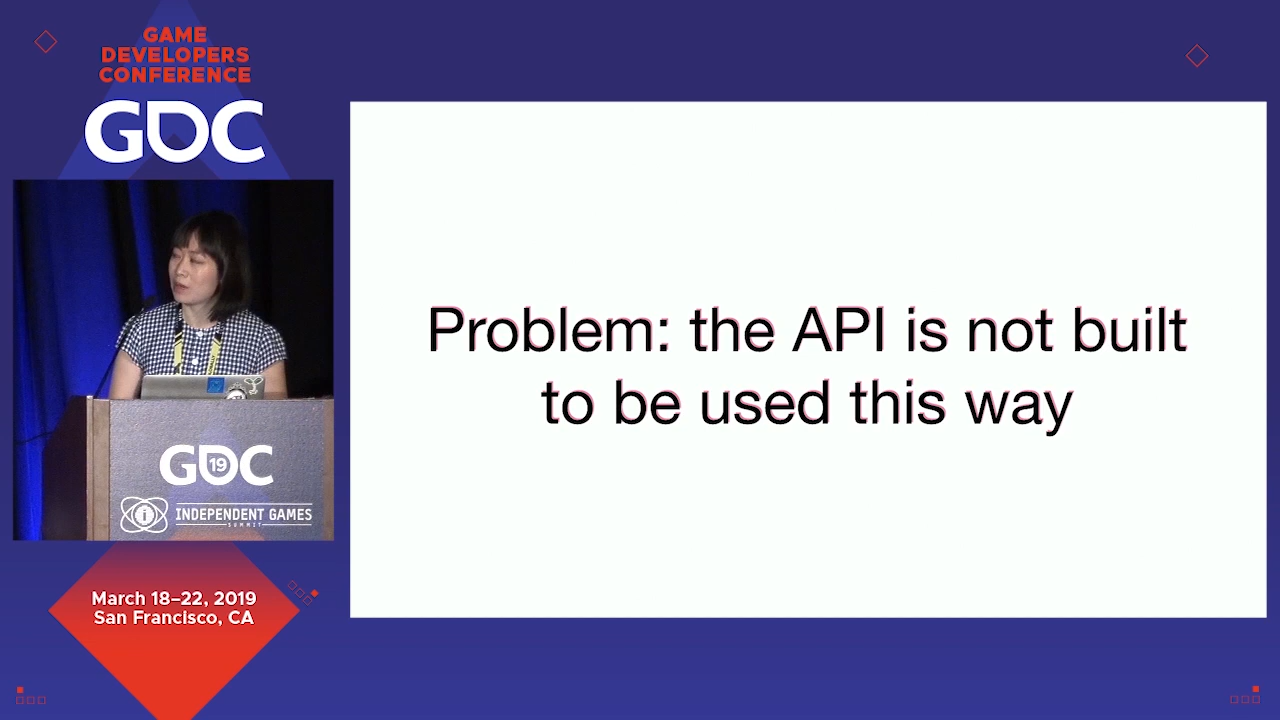 GAME
DEVELOPERS
CONFERENCE
GDC
Problem: the API is not built
to be used this way
GDC
19
INDEPENDENT GAMES
SUMMIT
March 18–22, 2019
San Francisco, CA